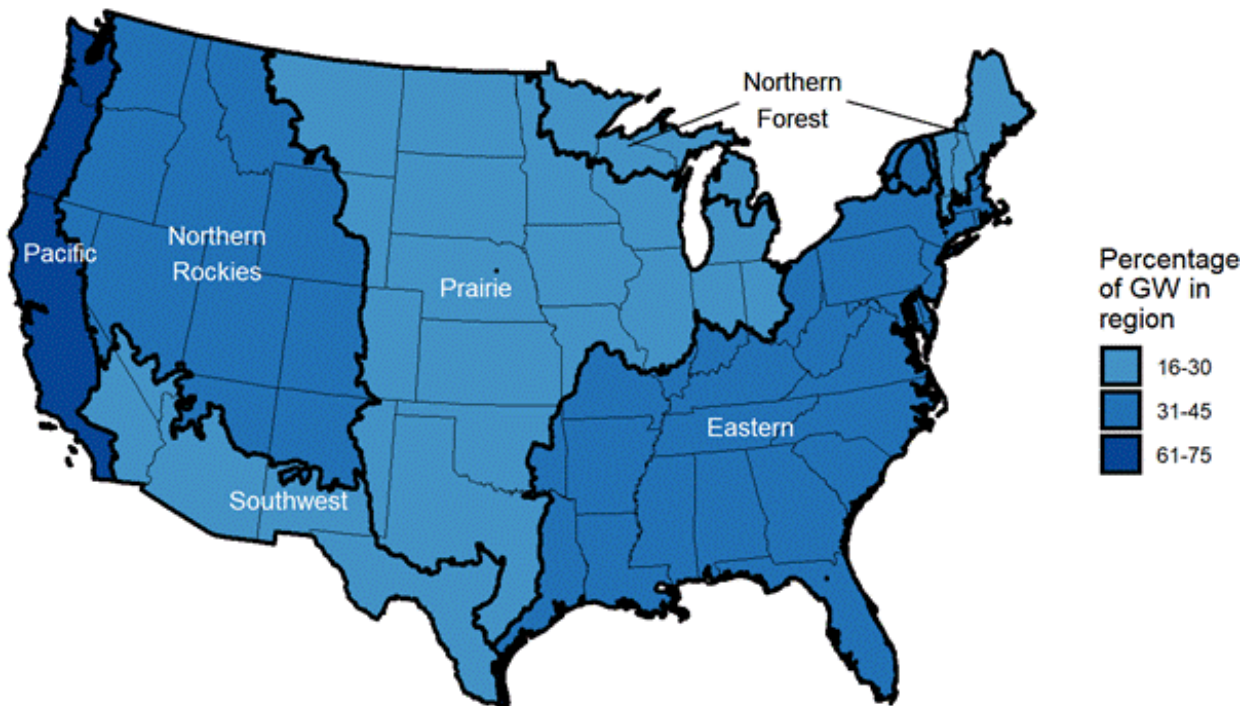 Northern
Forest
Pacific
Northern
Rockies
Prairie
Eastern
Southwest
Percentage
of GW in
region
16-30
31-45
61-75